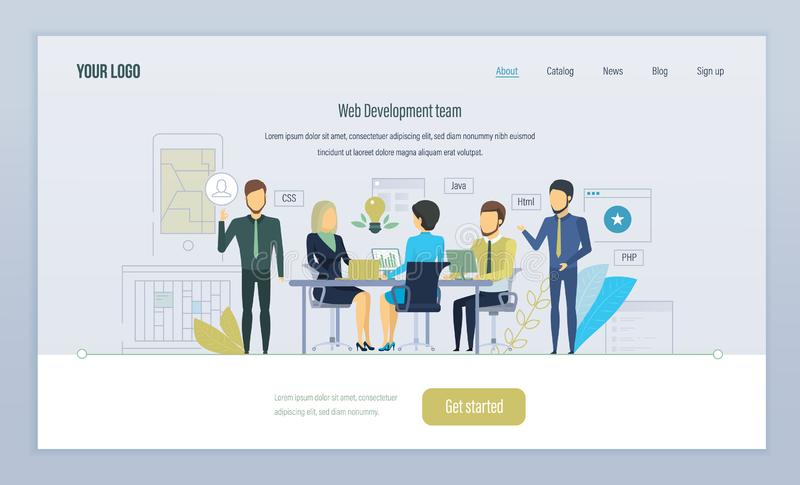 YOUR LOGO
About Catalog News Blog Sign up
Web Development team
Lorem ipsum dolor sit amet, consectetuer adipiscing elit, sed diam nonummy
tincidunt ut laoreet dolore magna aliquam erat volutpat.
CSS
Java
Html
PHP
Lorem ipsum dolor sit amet, consectetuer
adipiscing elit, sed diam nonummy
Get started
dreamstime